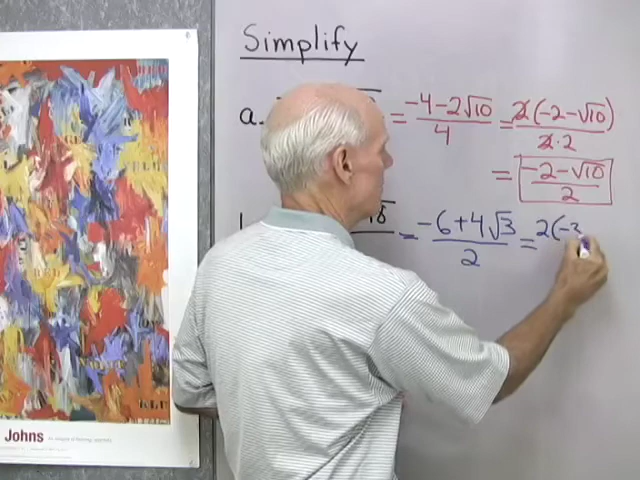 Simplify
a. = -4-2√10 / 4 = 2(-2-√10) / 2·2
= -2-√10 / 2
= -6+4√3 / 2 = 2(-3
Johns